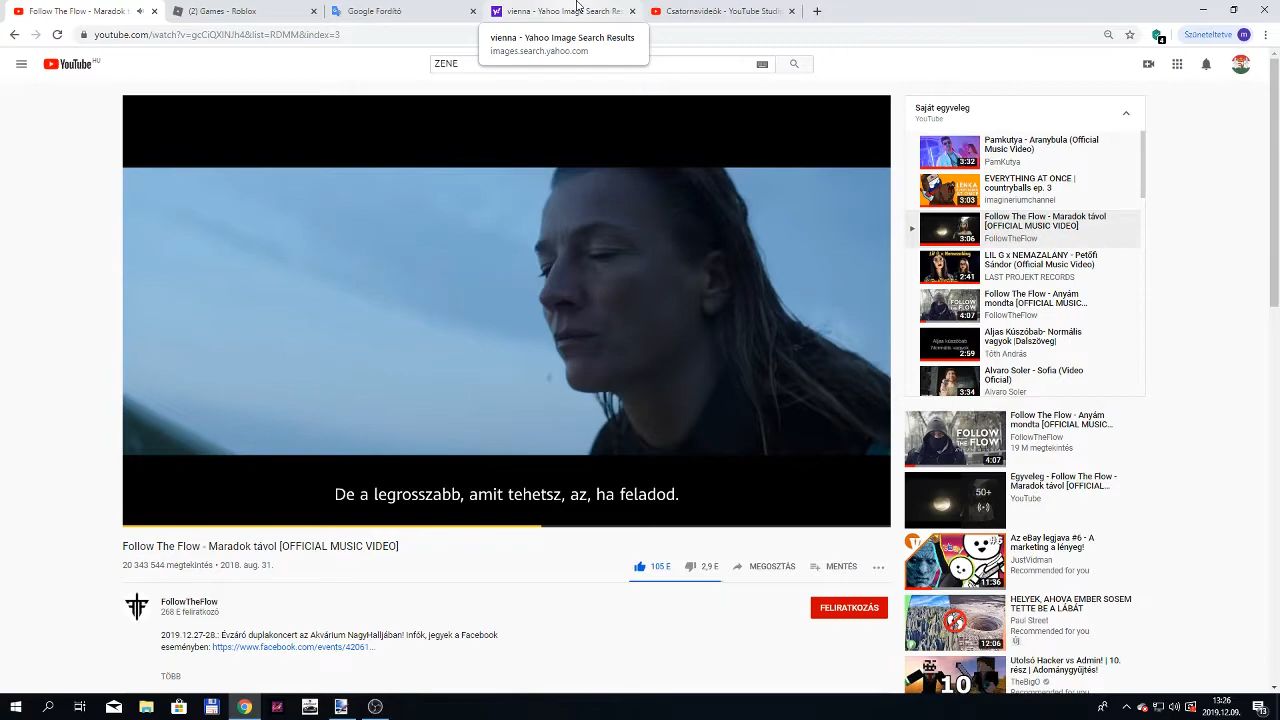 Follow The Flow - Maradok T
(2) Games - Roblox
Google Fordító
vienna - Yahoo Image Search Res
Csatornavideók - YouTube Studio
youtube.com/watch?v=gcCiQXINJh4&list=RDMM&index=3
vienna - Yahoo Image Search Results
images.search.yahoo.com
4
Szüneteltetve
m
YouTube HU
ZENE
Saját egyveleg
YouTube
Pamkutya - Aranybula (Official
Music Video)
PamKutya
3:32
EVERYTHING AT ONCE |
countryballs ep. 3
imagineriumchannel
3:03
Follow The Flow - Maradok távol
[OFFICIAL MUSIC VIDEO]
FollowTheFlow
3:06
LIL G x NEMAZALÁNY - Petőfi
Sándor (Official Music Video)
LAST PROJEKT RECORDS
2:41
Follow The Flow - Anyám
mondta [OFFICIAL MUSIC...
FollowTheFlow
4:07
Aljas Kúszóbab- Normális
vagyok |Dalszöveg|
Tóth András
2:59
Alvaro Soler - Sofia (Video
Oficial)
Alvaro Soler
3:34
De a legrosszabb, amit tehetsz, az, ha feladod.
Follow The Flow - Maradok távol [OFFICIAL MUSIC VIDEO]
20 343 544 megtekintés
105 E
2,9 E
MEGOSZTÁS
MENTÉS
FollowTheFlow
268 E feliratkozó
FELIRATKOZÁS
2019.12.27-28.. Évzáró duplakoncert az Akvárium NagyHalljában! Infók, jegyek a Facebook
eseményben. https://www.facebook.com/events/42061...
TÖBB
FOLLOW
THE FLOW
4:07
Follow The Flow - Anyám
mondta [OFFICIAL MUSIC...
FollowTheFlow
19 M megtekintés
50+
Egyveleg - Follow The Flow -
Maradok távol [OFFICIAL...
YouTube
11:36
Az eBay legjava #6 - A
marketing a lényeg!
JustVidman
Recommended for you
12:06
HELYEK, AHOVA EMBER SOSEM
TETTE BE A LÁBÁT
Paul Street
Recommended for you
Új
10
Utolsó Hacker vs Admin! | 10.
rész | Adománygyűjtés!
TheBigO
13:26
2019.12.09.